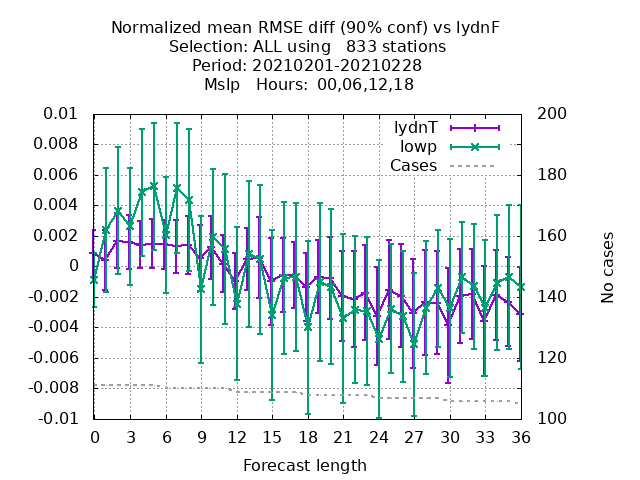 Normalized mean RMSE diff (90% conf) vs lydnF
Selection: ALL using   833 stations
Period: 20210201-20210228
Mslp   Hours:  00,06,12,18
0.01
0.008
0.006
0.004
0.002
0
-0.002
-0.004
-0.006
-0.008
-0.01
lydnT
lowp
Cases
200
180
160
140
120
100
No cases
0 3 6 9 12 15 18 21 24 27 30 33 36
Forecast length